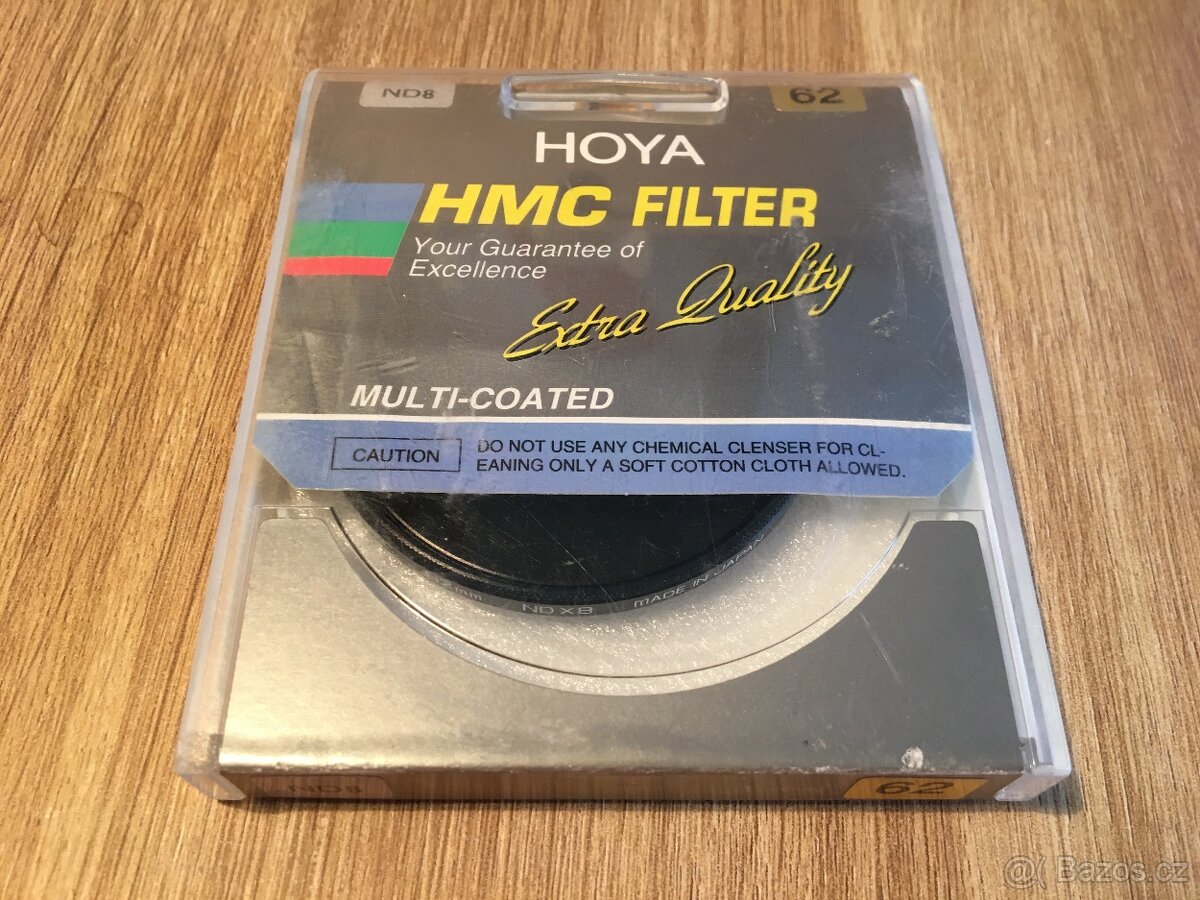 ND8
62
HOYA
HMC FILTER
Your Guarantee of
Excellence
Extra Quality
MULTI-COATED
CAUTION
DO NOT USE ANY CHEMICAL CLENSER FOR CL-
EANING ONLY A SOFT COTTON CLOTH ALLOWED.
ND X8 MADE IN JAPAN
ND8
62
Bazos.cz